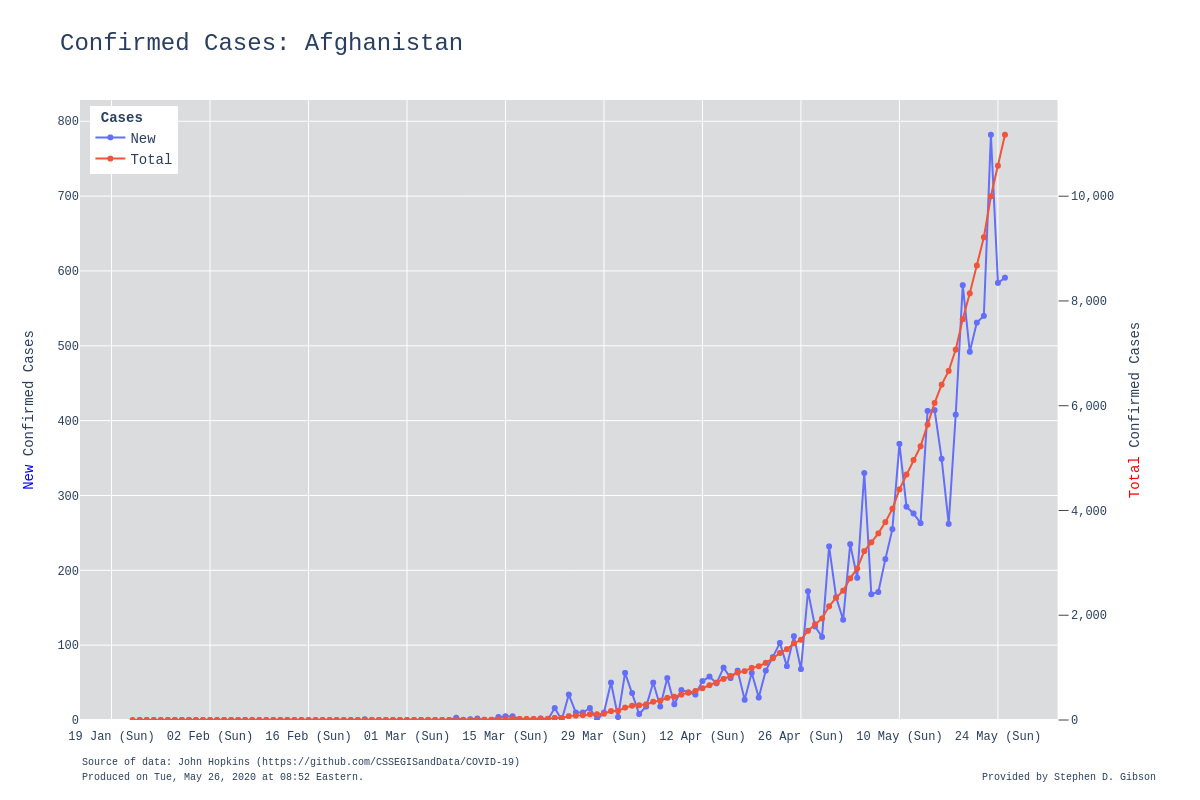 Confirmed Cases: Afghanistan
Cases
New
Total
800
700
600
500
400
300
200
100
0
New Confirmed Cases
10,000
8,000
6,000
4,000
2,000
0
Total Confirmed Cases
19 Jan (Sun) 02 Feb (Sun) 16 Feb (Sun) 01 Mar (Sun) 15 Mar (Sun) 29 Mar (Sun) 12 Apr (Sun) 26 Apr (Sun) 10 May (Sun) 24 May (Sun)
Source of data: John Hopkins (https://github.com/CSSEGISandData/COVID-19)
Produced on Tue, May 26, 2020 at 08:52 Eastern.
Provided by Stephen D. Gibson